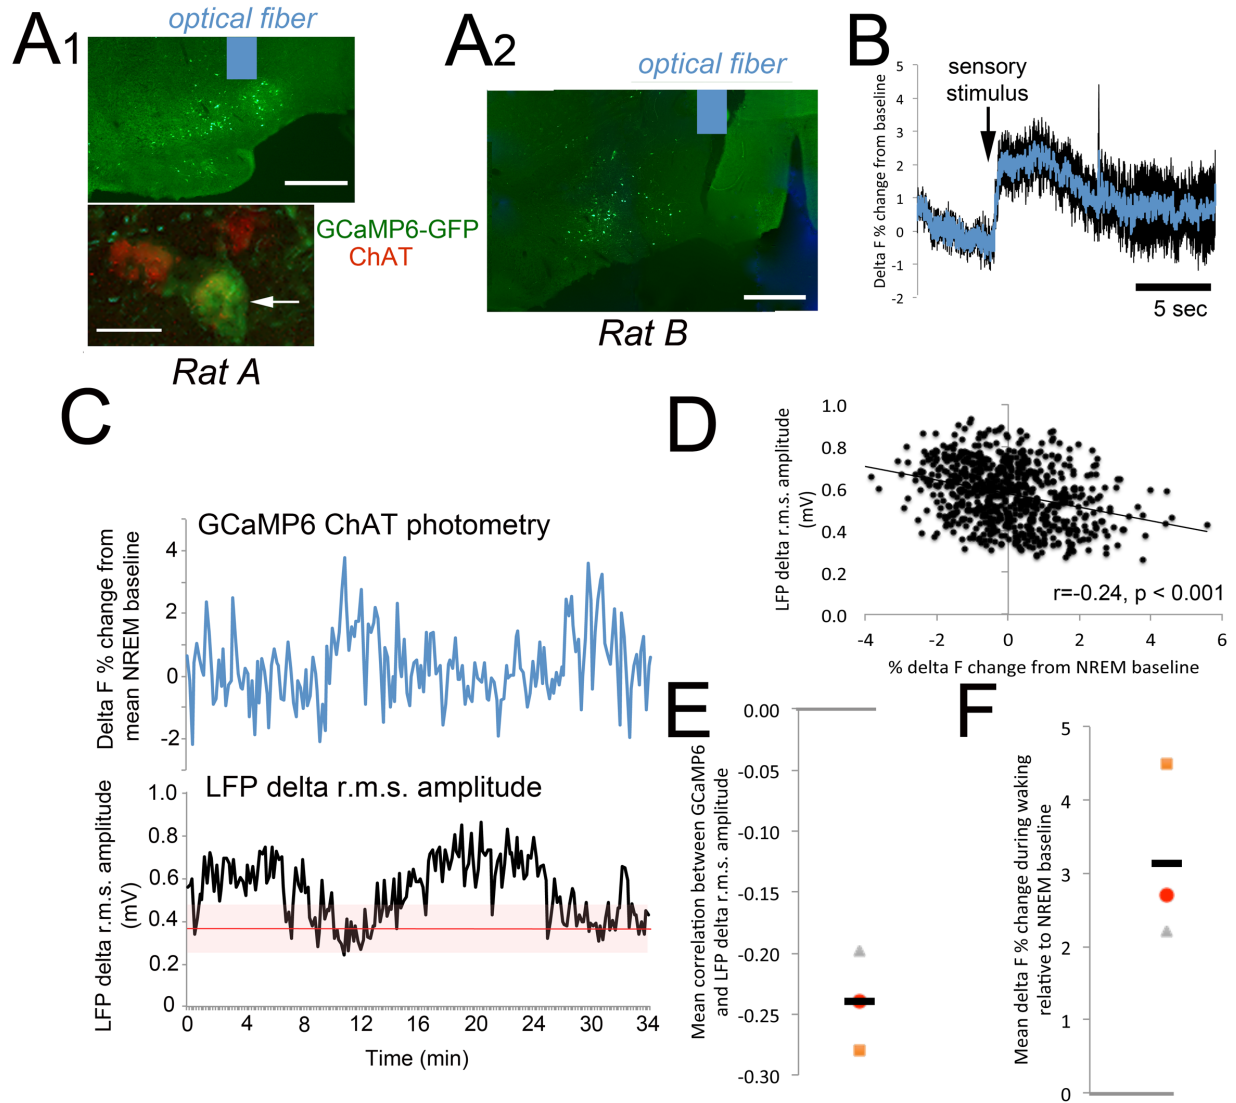 A1
optical fiber
GCaMP6-GFP
ChAT
Rat A
A2
optical fiber
Rat B
B
Delta F % change from baseline
5
4
3
2
1
0
-1
-2
sensory
stimulus
5 sec
C
GCaMP6 ChAT photometry
Delta F % change from
mean NREM baseline
4
2
0
-2
LFP delta r.m.s. amplitude
LFP delta r.m.s. amplitude
(mV)
1.0
0.8
0.6
0.4
0.2
0
0 4 8 12 16 20 24 30 34
Time (min)
D
LFP delta r.m.s. amplitude
(mV)
1.0
0.8
0.6
0.4
0.2
0.0
r=-0.24, p < 0.001
-4 -2 0 2 4 6
% delta F change from NREM baseline
E
Mean correlation between GCaMP6
and LFP delta r.m.s. amplitude
0.00
-0.05
-0.10
-0.15
-0.20
-0.25
-0.30
F
Mean delta F % change during waking
relative to NREM baseline
5
4
3
2
1
0